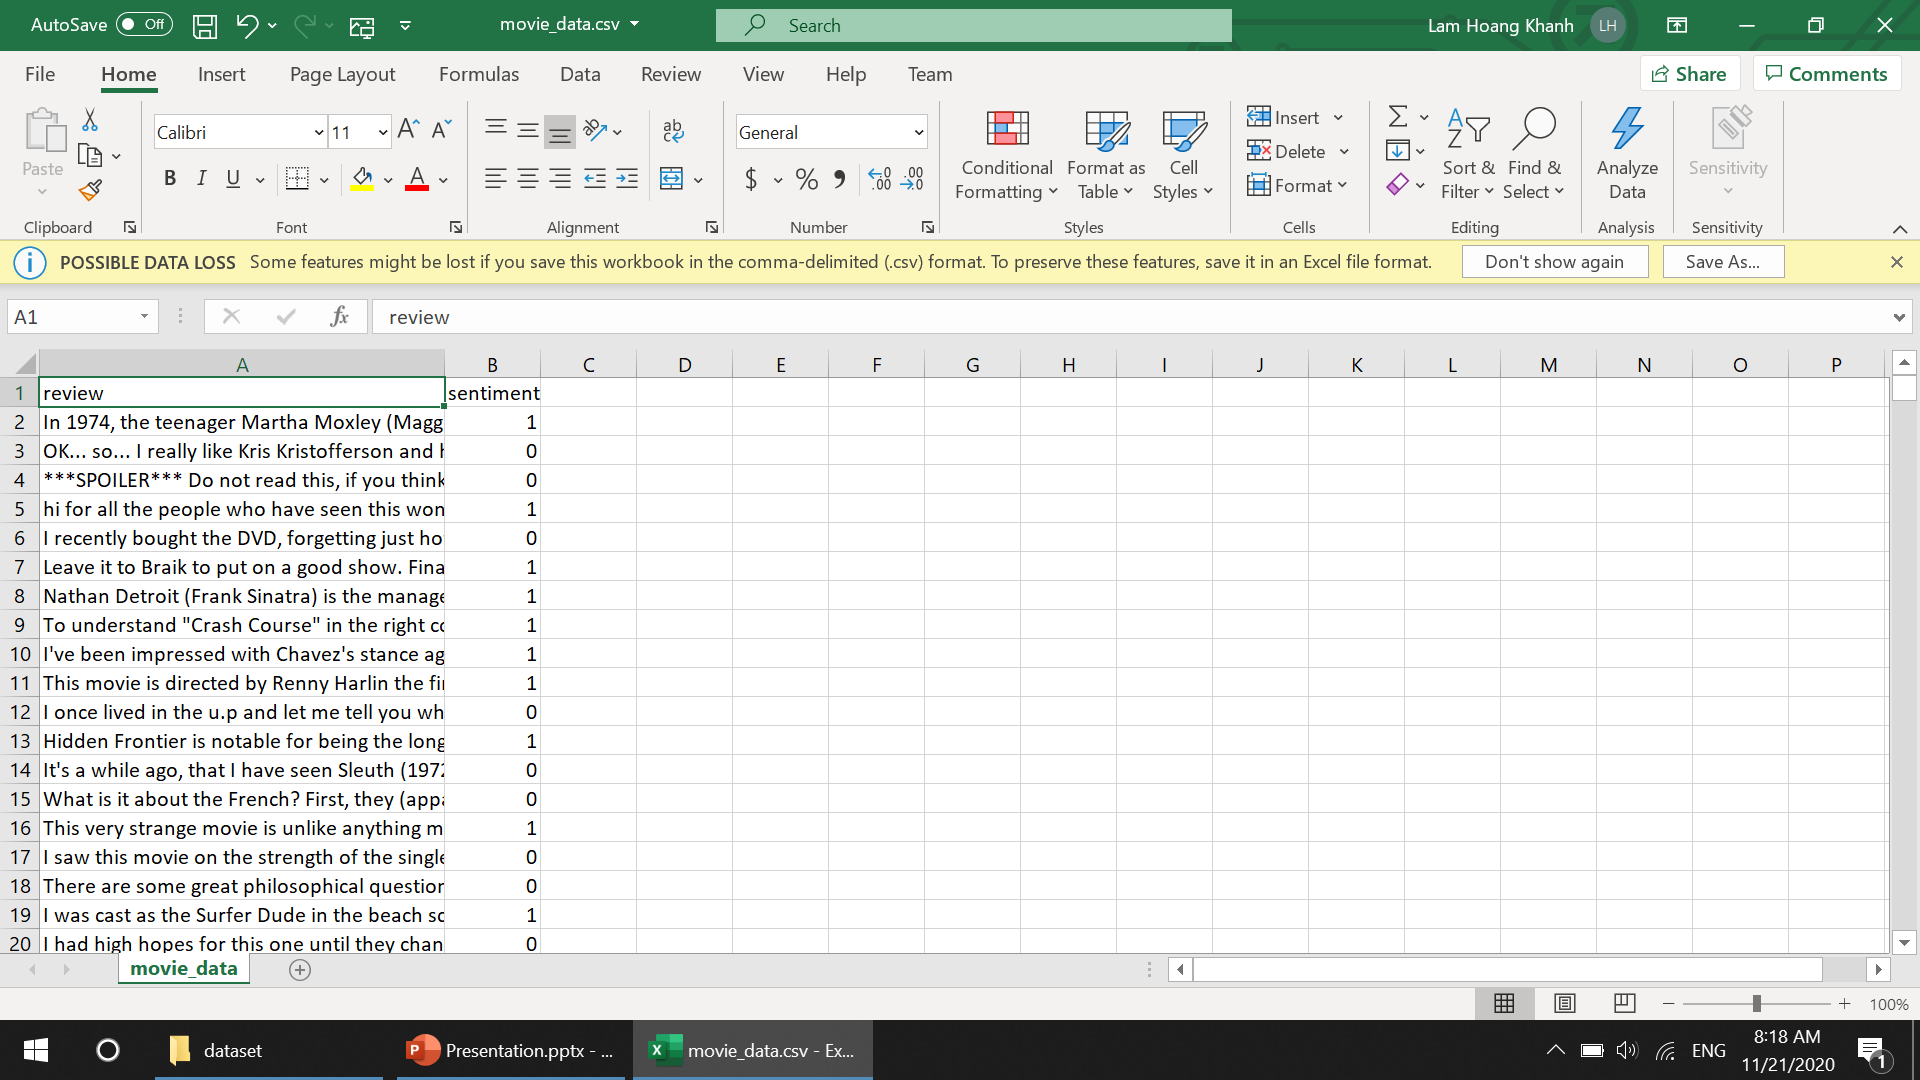 AutoSave Off movie_data.csv Search Lam Hoang Khanh LH
File Home Insert Page Layout Formulas Data Review View Help Team Share Comments
Paste
Clipboard
Calibri 11
B I U
Font
ab
Alignment
General
$ % 9 .00 .00
Number
Conditional Formatting
Format as Table
Cell Styles
Styles
Insert
Delete
Format
Cells
Sort & Filter
Find & Select
Editing
Analyze Data
Analysis
Sensitivity
Sensitivity
POSSIBLE DATA LOSS Some features might be lost if you save this workbook in the comma-delimited (.csv) format. To preserve these features, save it in an Excel file format. Don't show again Save As...
A1 fx review
A B C D E F G H I J K L M N O P
1 review sentiment
2 In 1974, the teenager Martha Moxley (Magg 1
3 OK... so... I really like Kris Kristofferson and 0
4 ***SPOILER*** Do not read this, if you think 0
5 hi for all the people who have seen this won 1
6 I recently bought the DVD, forgetting just ho 0
7 Leave it to Braik to put on a good show. Fina 1
8 Nathan Detroit (Frank Sinatra) is the manage 1
9 To understand "Crash Course" in the right co 1
10 I've been impressed with Chavez's stance ag 1
11 This movie is directed by Renny Harlin the fi 1
12 I once lived in the u.p and let me tell you wh 0
13 Hidden Frontier is notable for being the long 1
14 It's a while ago, that I have seen Sleuth (1972 0
15 What is it about the French? First, they (appa 0
16 This very strange movie is unlike anything m 1
17 I saw this movie on the strength of the single 0
18 There are some great philosophical question 0
19 I was cast as the Surfer Dude in the beach sc 1
20 I had high hopes for this one until they chan 0
movie_data
100%
dataset Presentation.pptx - ... movie_data.csv - Ex... ENG 8:18 AM
11/21/2020 1